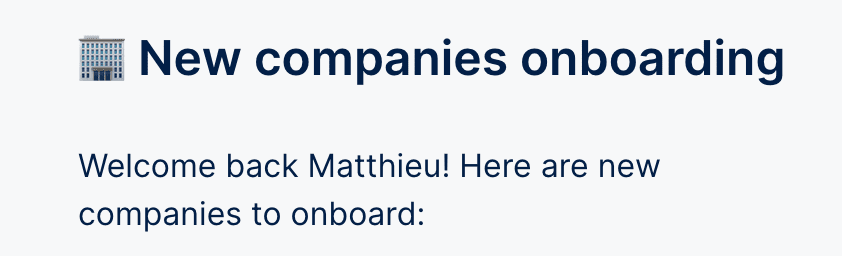 🏢 New companies onboarding
Welcome back Matthieu! Here are new
companies to onboard: